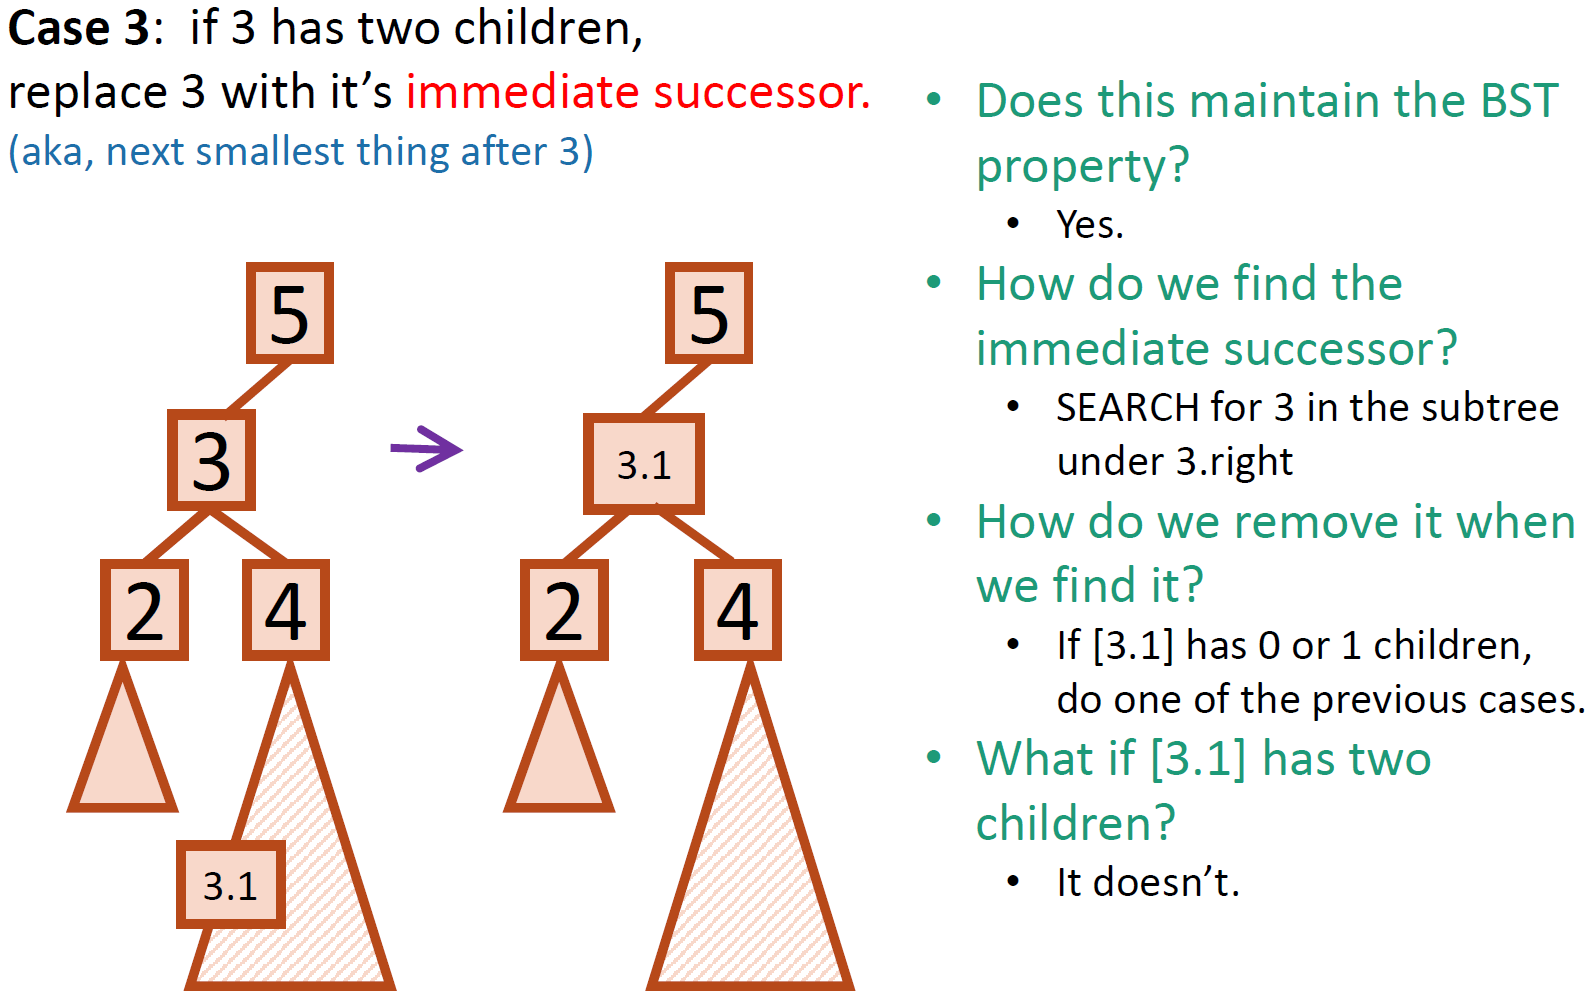 Case 3: if 3 has two children,
replace 3 with it’s immediate successor.
(aka, next smallest thing after 3)
5
3
2
4
3.1
5
3.1
2
4
• Does this maintain the BST
property?
• Yes.
• How do we find the
immediate successor?
• SEARCH for 3 in the subtree
under 3.right
• How do we remove it when
we find it?
• If [3.1] has 0 or 1 children,
do one of the previous cases.
• What if [3.1] has two
children?
• It doesn’t.